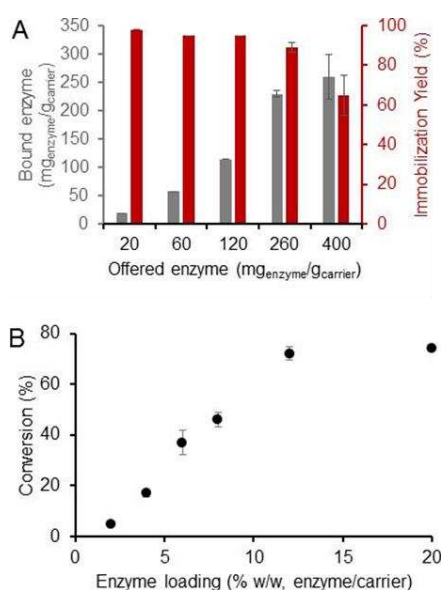 A
Bound enzyme
(mgenzyme/gcarrier)
350
300
250
200
150
100
50
0
100
80
60
40
20
0
Immobilization Yield (%)
20 60 120 260 400
Offered enzyme (mgenzyme/gcarrier)
B
Conversion (%)
80
60
40
20
0
0 5 10 15 20
Enzyme loading (% w/w, enzyme/carrier)